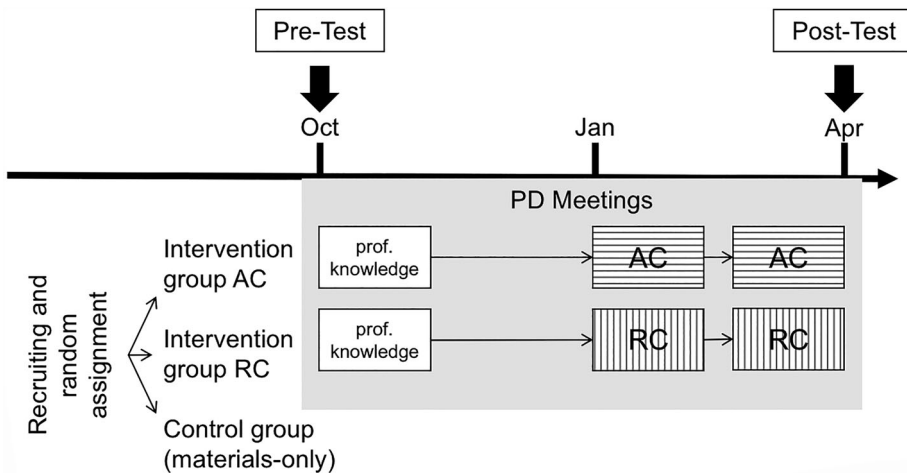 Pre-Test
Post-Test
Oct
Jan
Apr
PD Meetings
Recruiting and
random
assignment
Intervention
group AC
prof.
knowledge
AC
AC
Intervention
group RC
prof.
knowledge
RC
RC
Control group
(materials-only)